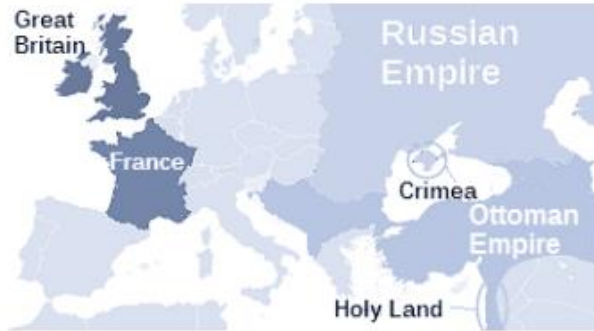 Great
Britain
Russian
Empire
France
Crimea
Ottoman
Empire
Holy Land